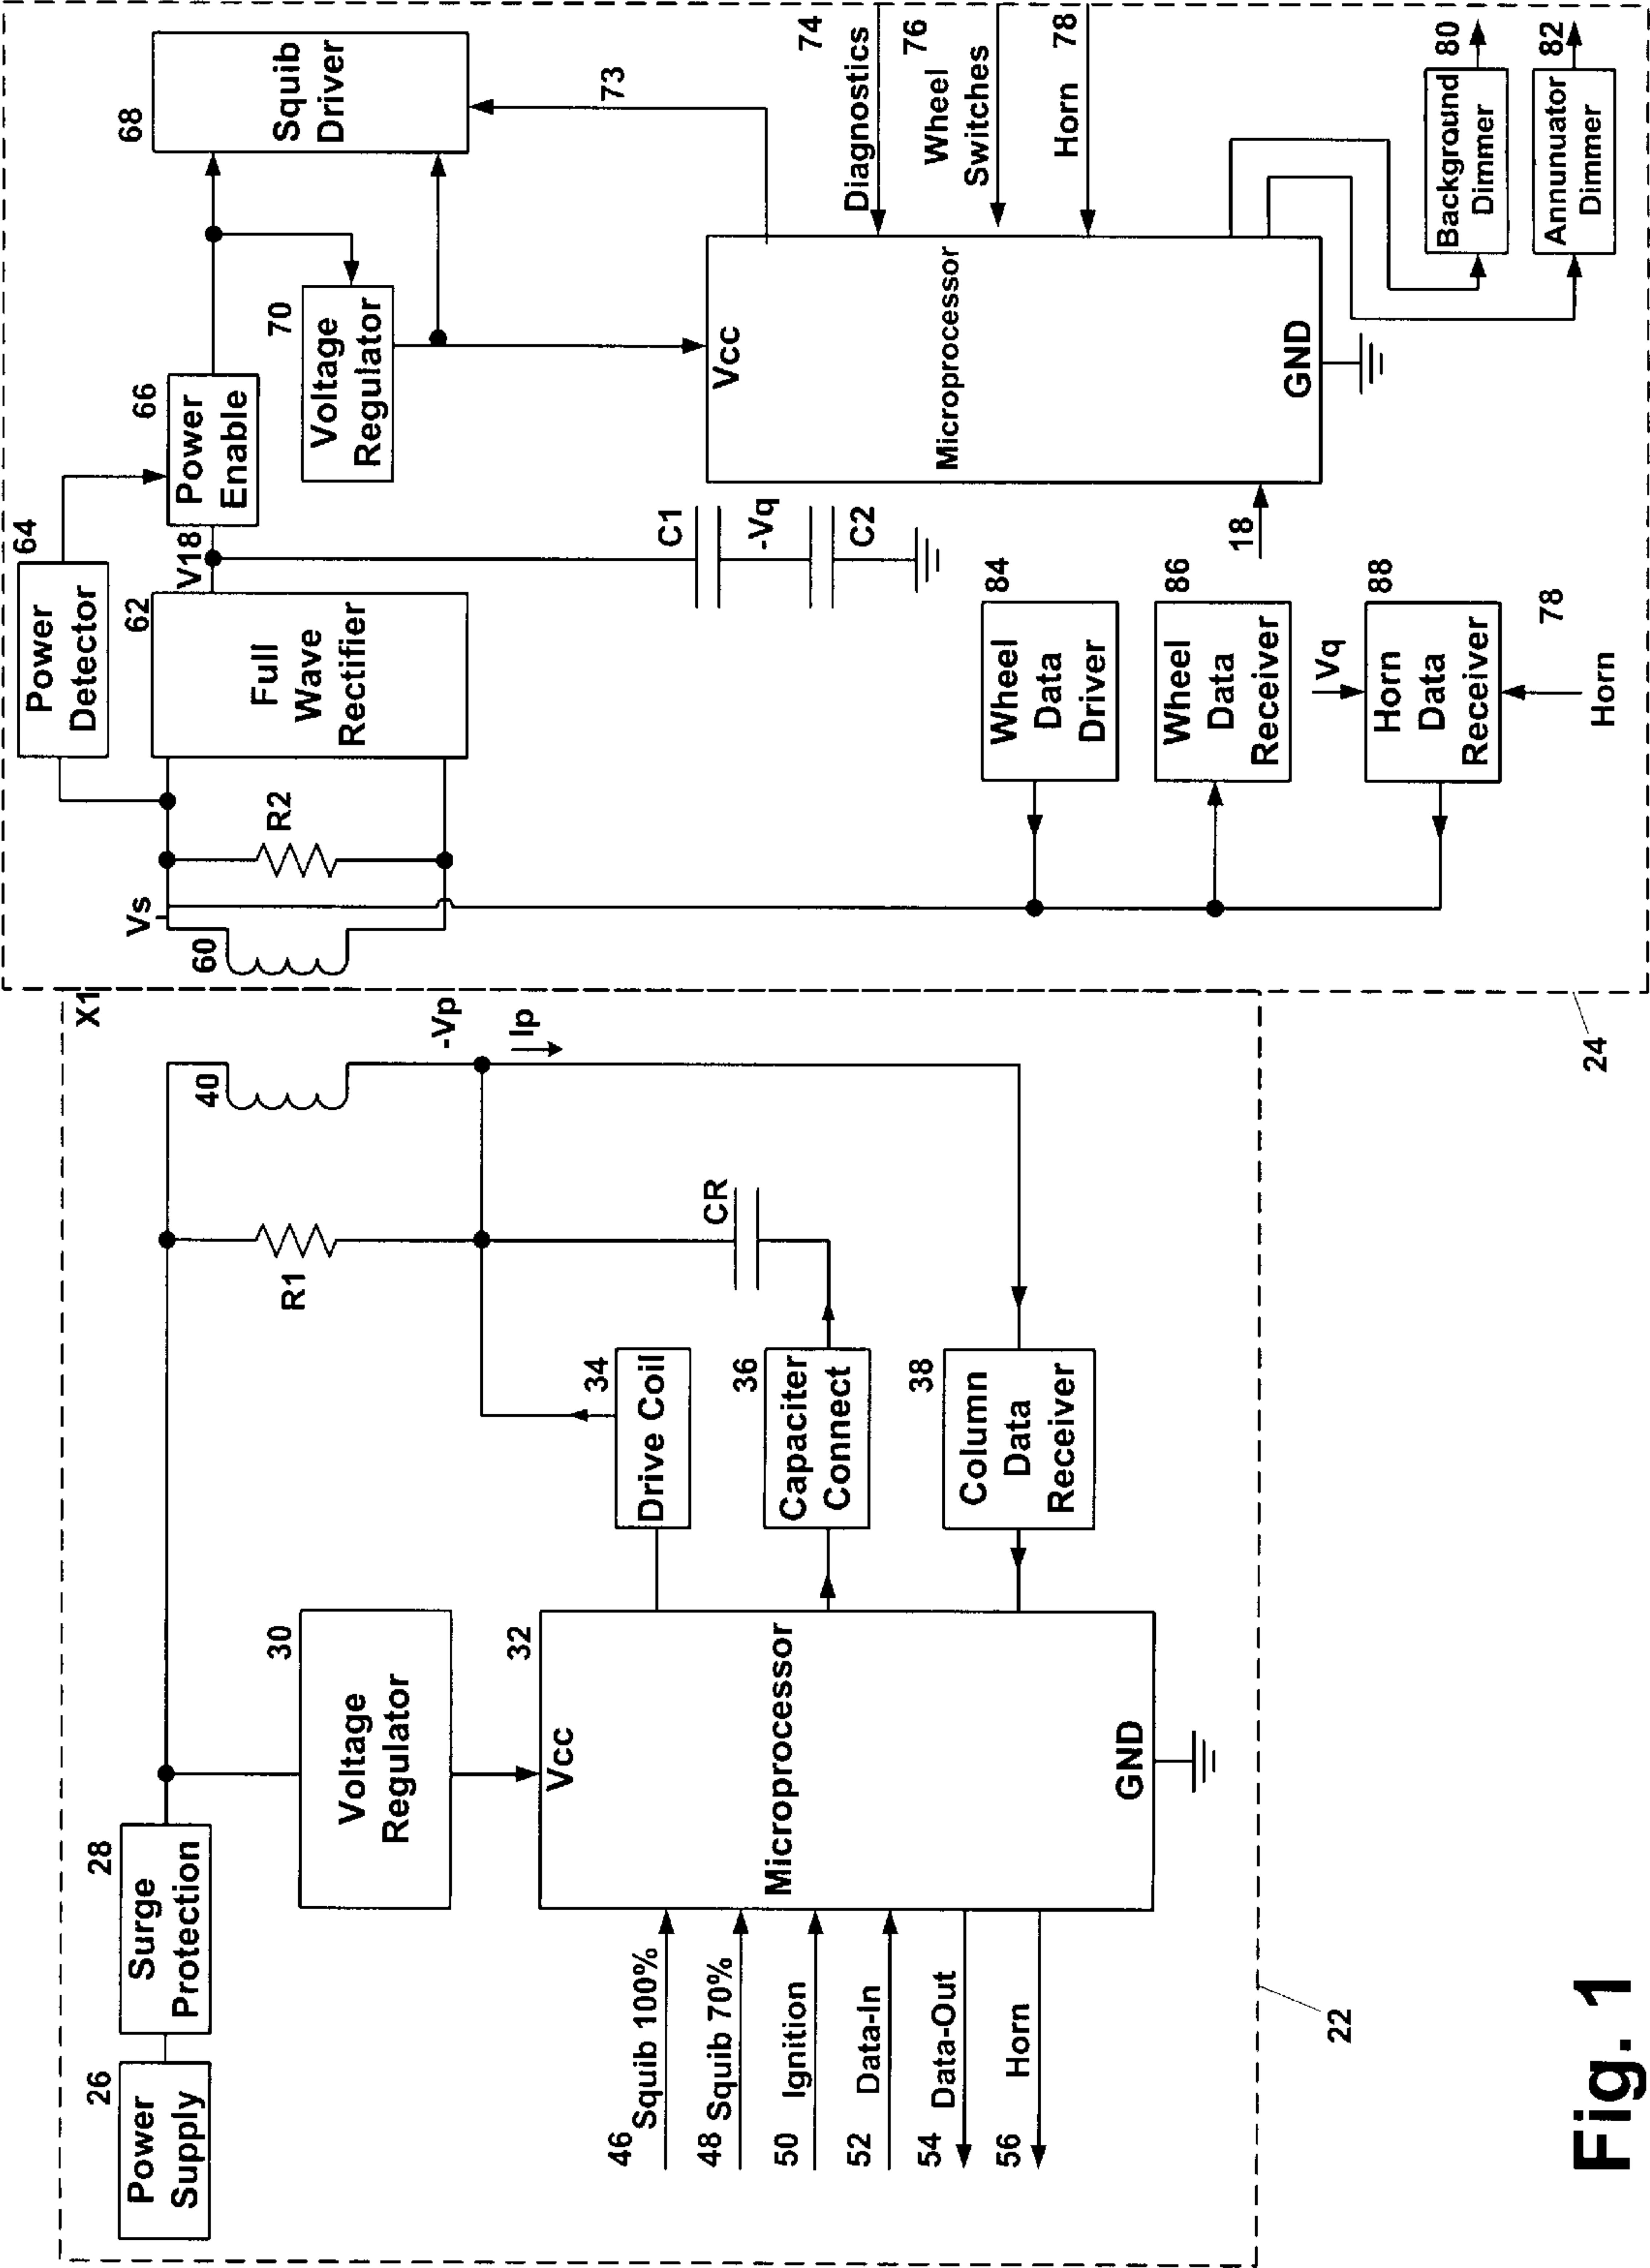 26
Power
Supply
28
Surge
Protection
30
Voltage
Regulator
32
Vcc
Microprocessor
GND
46
Squib 100%
48
Squib 70%
50
Ignition
52
Data-In
54
Data-Out
56
Horn
34
Drive Coil
36
Capaciter
Connect
38
Column
Data
Receiver
R1
CR
40
-Vp
Ip
X1
22
24
Vs
60
R2
64
Power
Detector
62
Full
Wave
Rectifier
V18
66
Power
Enable
68
Squib
Driver
70
Voltage
Regulator
73
C1
-Vq
C2
Vcc
Microprocessor
GND
18
74
Diagnostics
76
Wheel
Switches
78
Horn
Background
Dimmer
80
Annunuator
Dimmer
82
84
Wheel
Data
Driver
86
Wheel
Data
Receiver
88
Horn
Data
Receiver
Vq
78
Horn
Fig. 1